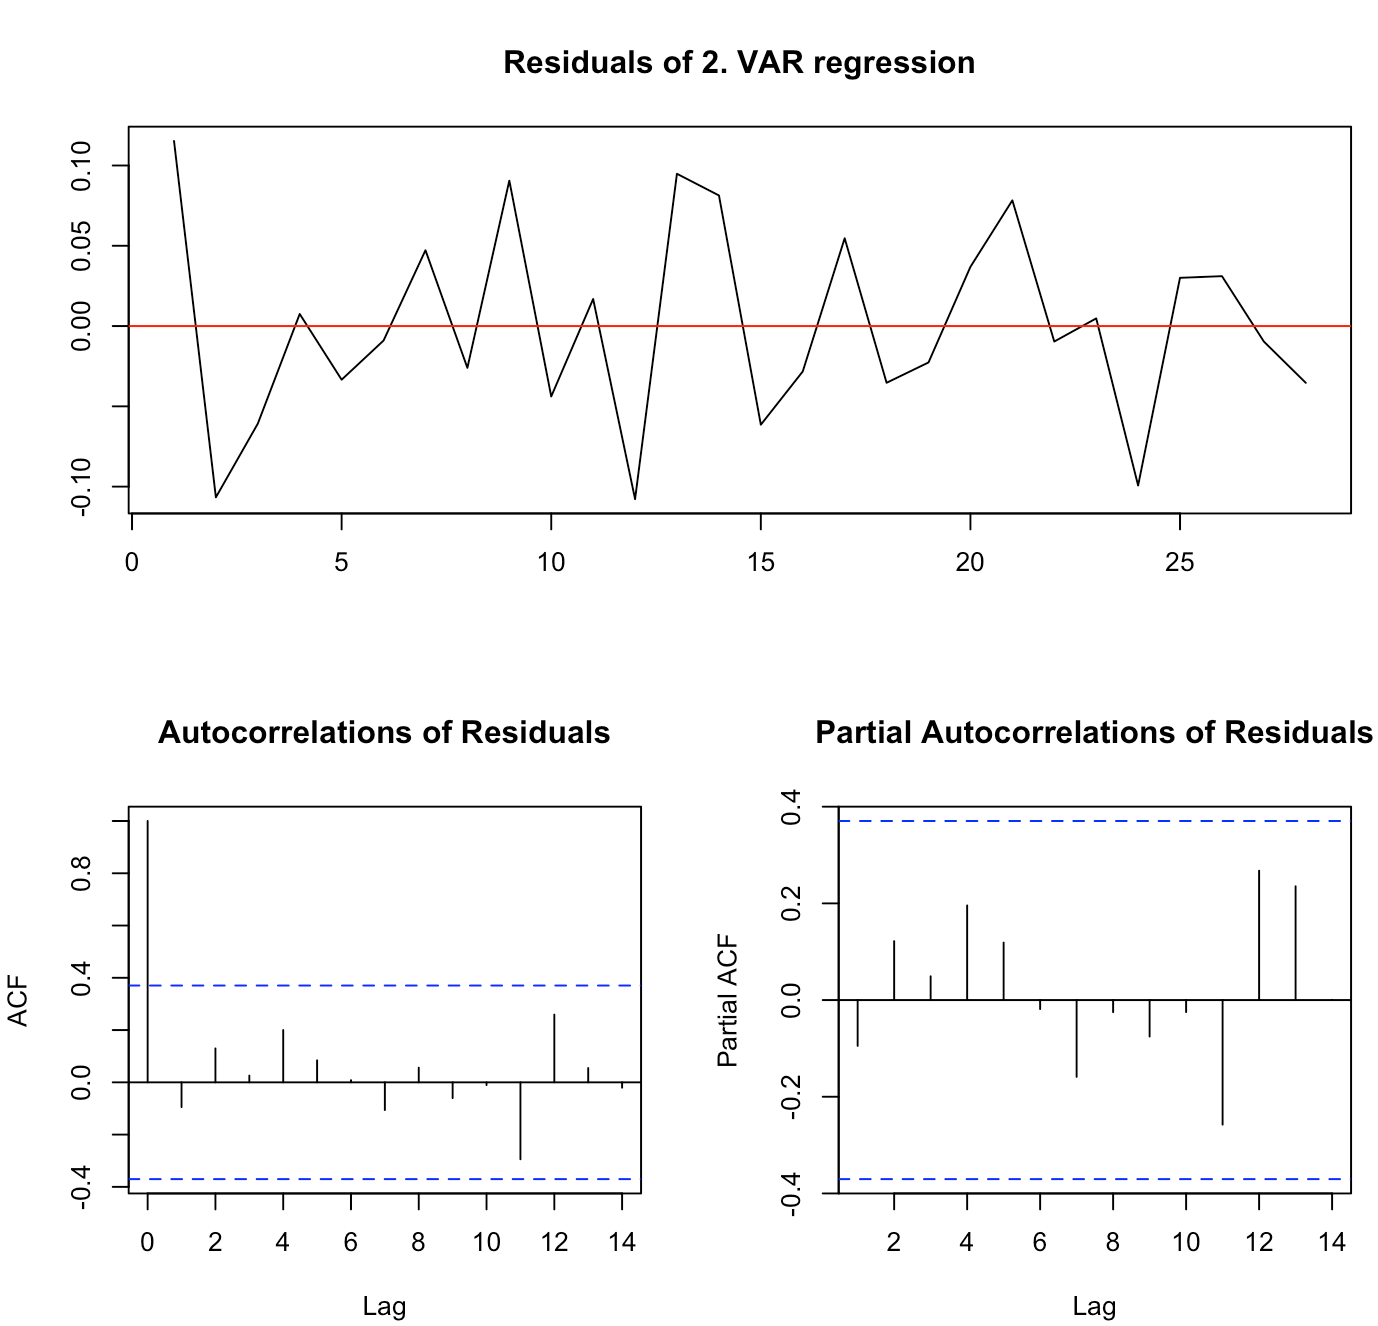 Residuals of 2. VAR regression
0.10
0.05
0.00
-0.10
0 5 10 15 20 25
Autocorrelations of Residuals
ACF
0.8
0.4
0.0
-0.4
0 2 4 6 8 10 12 14
Lag
Partial Autocorrelations of Residuals
Partial ACF
0.4
0.2
0.0
-0.2
-0.4
2 4 6 8 10 12 14
Lag